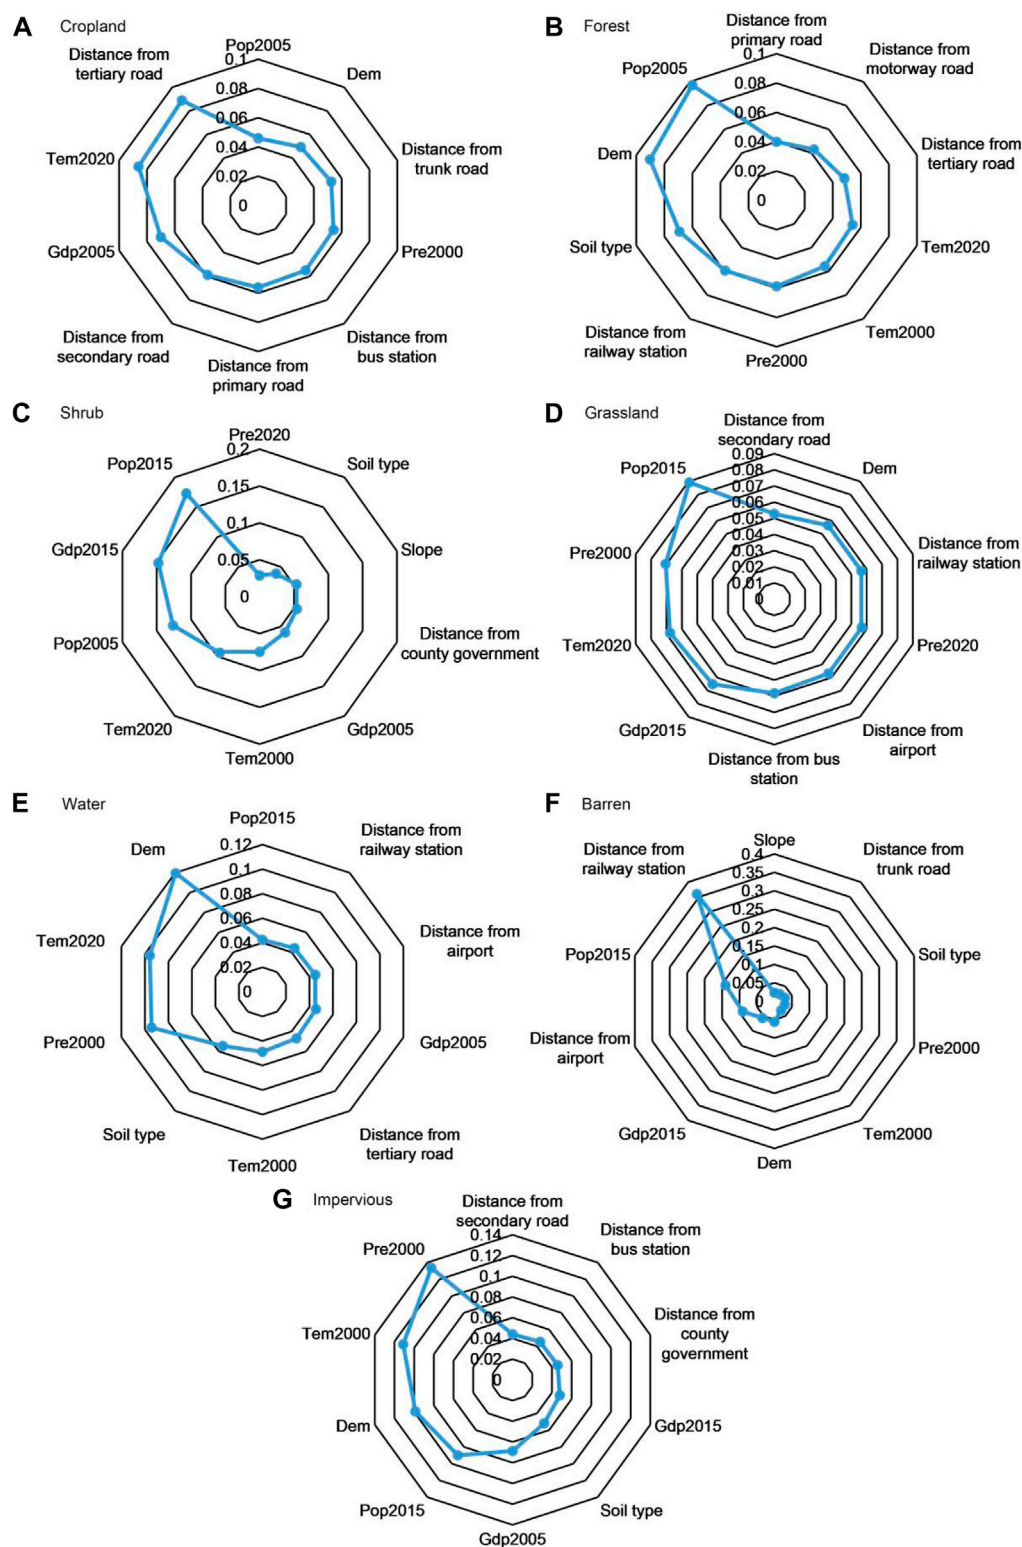 A Cropland
Pop2005
Distance from
tertiary road
Dem
Tem2020
Distance from
trunk road
Gdp2005
Pre2000
Distance from
secondary road
Distance from
primary road
Distance from
bus station
0.1
0.08
0.06
0.04
0.02
0
B Forest
Distance from
primary road
Distance from
motorway road
Pop2005
Dem
Distance from
tertiary road
Soil type
Tem2020
Distance from
railway station
Pre2000
Tem2000
0.1
0.08
0.06
0.04
0.02
0
C Shrub
Pre2020
Pop2015
Soil type
Gdp2015
Slope
Pop2005
Distance from
county government
Tem2020
Tem2000
Gdp2005
0.2
0.15
0.1
0.05
0
D Grassland
Distance from
secondary road
Pop2015
Dem
Pre2000
Distance from
railway station
Tem2020
Pre2020
Gdp2015
Distance from bus
station
Distance from
airport
0.09
0.08
0.07
0.06
0.05
0.04
0.03
0.02
0.01
0
E Water
Pop2015
Dem
Distance from
railway station
Tem2020
Distance from
airport
Pre2000
Gdp2005
Soil type
Tem2000
Distance from
tertiary road
0.12
0.1
0.08
0.06
0.04
0.02
0
F Barren
Slope
Distance from
railway station
Distance from
trunk road
Pop2015
Soil type
Distance from
airport
Pre2000
Gdp2015
Dem
Tem2000
0.4
0.35
0.3
0.25
0.2
0.15
0.1
0.05
0
G Impervious
Distance from
secondary road
Pre2000
Distance from
bus station
Tem2000
Distance from
county
government
Dem
Gdp2015
Pop2015
Gdp2005
Soil type
0.14
0.12
0.1
0.08
0.06
0.04
0.02
0